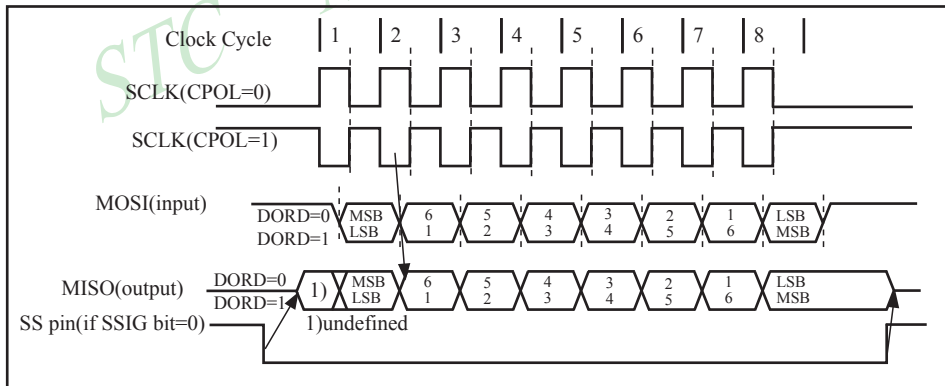 STC
Clock Cycle 1 2 3 4 5 6 7 8
SCLK(CPOL=0)
SCLK(CPOL=1)
MOSI(input)
DORD=0 MSB 6 5 4 3 2 1 LSB
DORD=1 LSB 1 2 3 4 5 6 MSB
MISO(output)
DORD=0 1) MSB 6 5 4 3 2 1 LSB
DORD=1 LSB 1 2 3 4 5 6 MSB
SS pin(if SSIG bit=0) 1)undefined